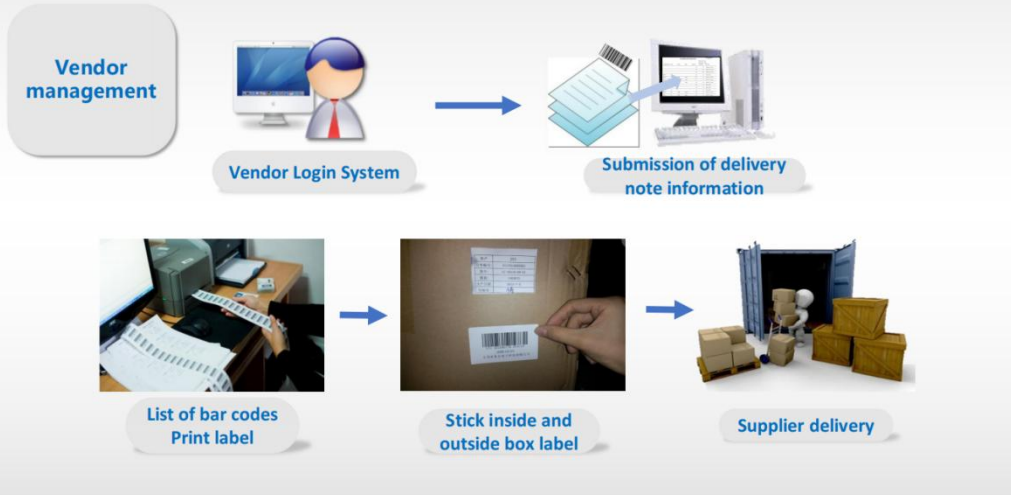 Vendor
management
Vendor Login System
Submission of delivery
note information
List of bar codes
Print label
Stick inside and
outside box label
Supplier delivery